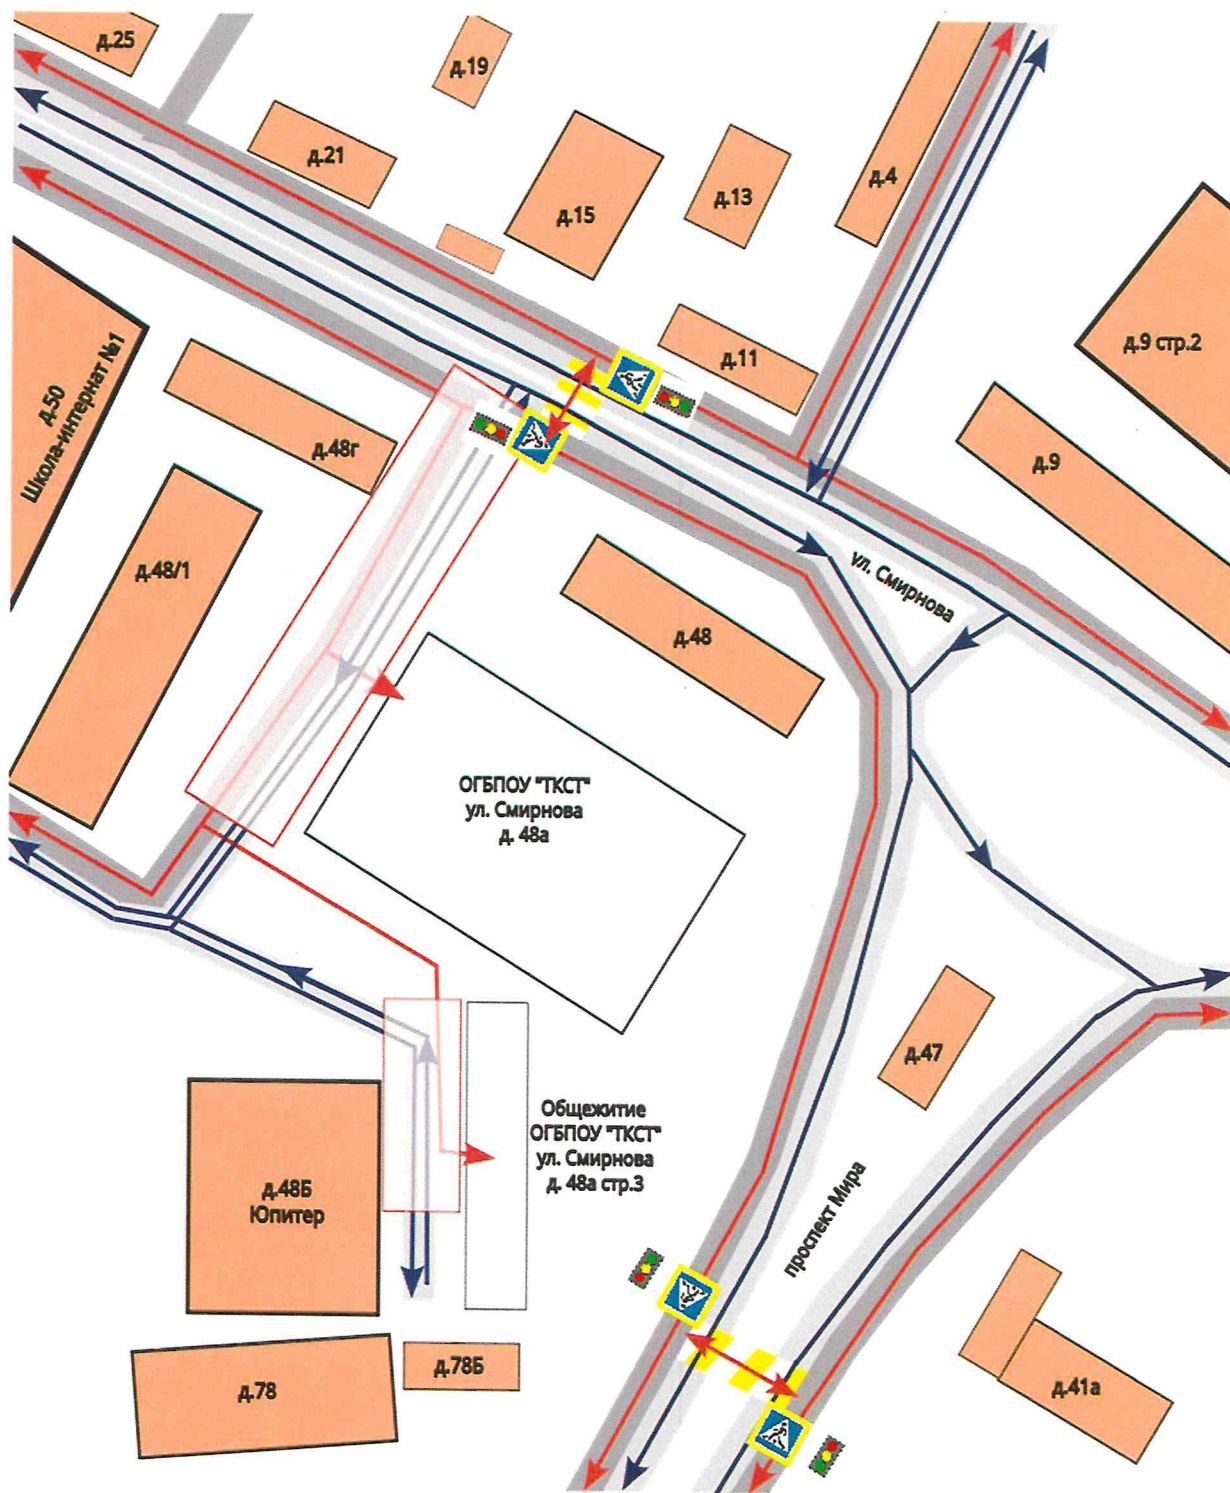 д.25
д.19
д.21
д.15
д.13
д.4
д.9 стр.2
д.11
д.50
Школа-интернат №1
д.48г
д.9
д.48/1
ул. Смирнова
д.48
ОГБПОУ "ТКСТ"
ул. Смирнова
д. 48а
д.47
Общежитие
ОГБПОУ "ТКСТ"
ул. Смирнова
д. 48а стр.3
д.48Б
Юпитер
проспект Мира
д.78
д.78Б
д.41а